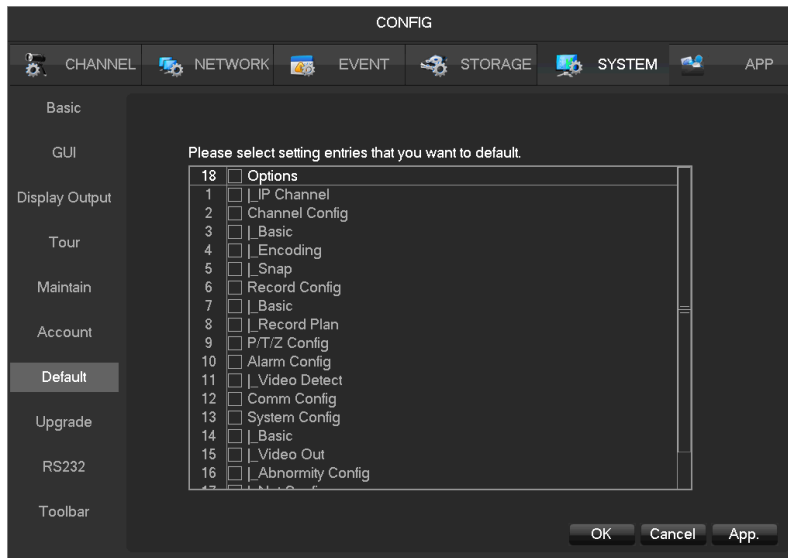 CONFIG
CHANNEL NETWORK EVENT STORAGE SYSTEM APP
Basic
GUI
Display Output
Tour
Maintain
Account
Default
Upgrade
RS232
Toolbar
Please select setting entries that you want to default.
18 Options
1 |_IP Channel
2 Channel Config
3 |_Basic
4 |_Encoding
5 |_Snap
6 Record Config
7 |_Basic
8 |_Record Plan
9 P/T/Z Config
10 Alarm Config
11 |_Video Detect
12 Comm Config
13 System Config
14 |_Basic
15 |_Video Out
16 |_Abnormity Config
OK Cancel App.